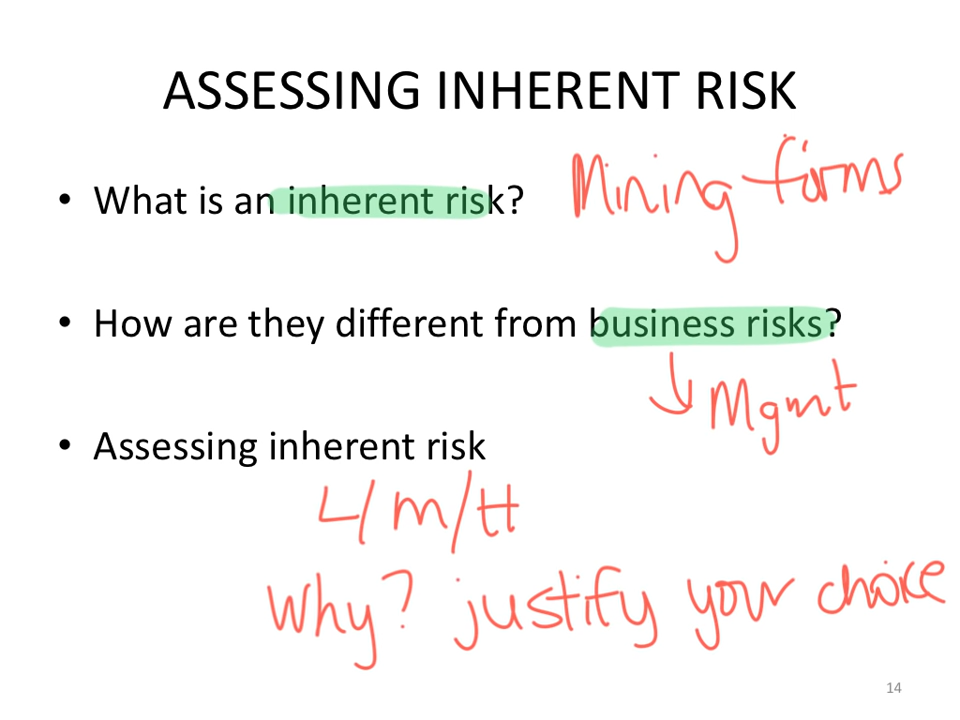 ASSESSING INHERENT RISK
• What is an inherent risk?
Mining firms
• How are they different from business risks?
↓ Mgmt
• Assessing inherent risk
L/M/H
Why? justify your choice
14